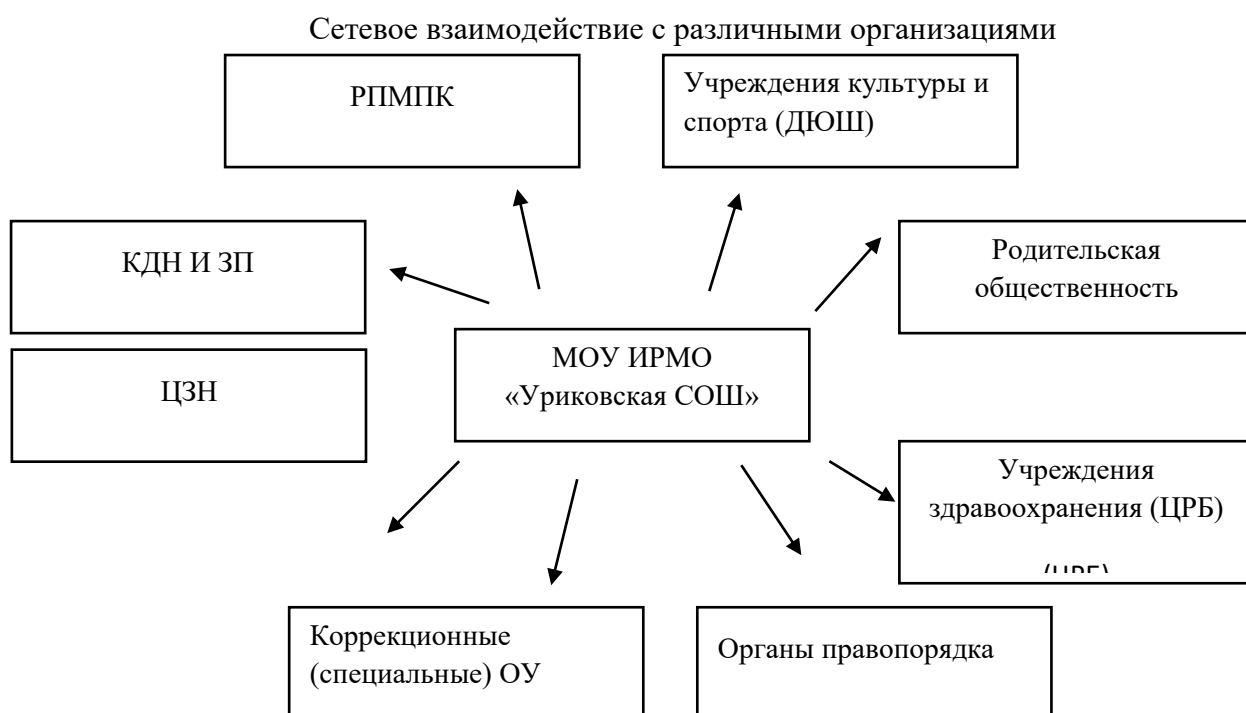 Сетевое взаимодействие с различными организациями
РПМПК
Учреждения культуры и
спорта (ДЮШ)
КДН И ЗП
Родительская
общественность
ЦЗН
МОУ ИРМО
«Уриковская СОШ»
Учреждения
здравоохранения (ЦРБ)
Коррекционные
(специальные) ОУ
Органы правопорядка